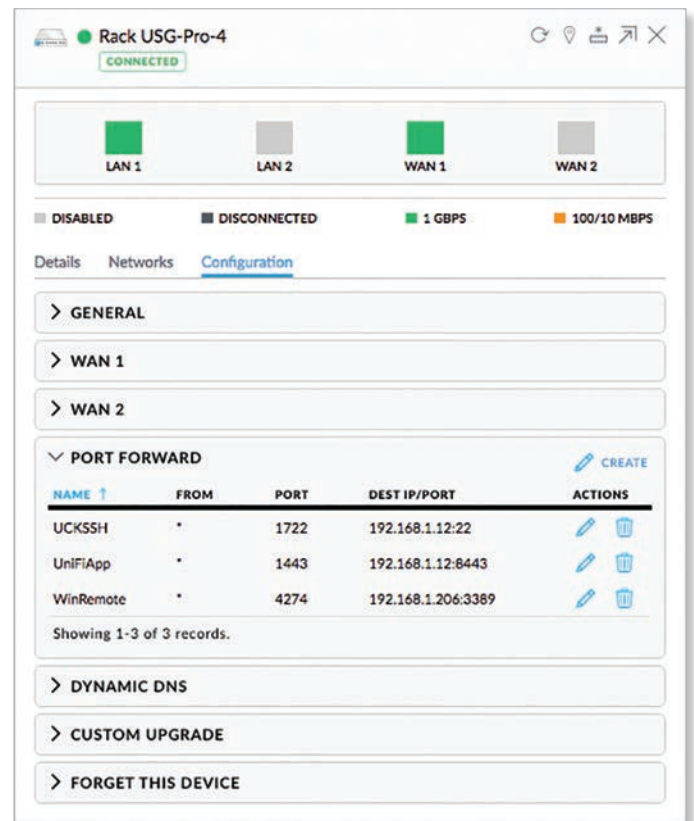 Rack USG-Pro-4
CONNECTED
LAN 1 LAN 2 WAN 1 WAN 2
DISABLED DISCONNECTED 1 GBPS 100/10 MBPS
Details Networks Configuration
GENERAL
WAN 1
WAN 2
PORT FORWARD CREATE
NAME ↑ FROM PORT DEST IP/PORT ACTIONS
UCKSSH * 1722 192.168.1.12:22
UniFiApp * 1443 192.168.1.12:8443
WinRemote * 4274 192.168.1.206:3389
Showing 1-3 of 3 records.
DYNAMIC DNS
CUSTOM UPGRADE
FORGET THIS DEVICE